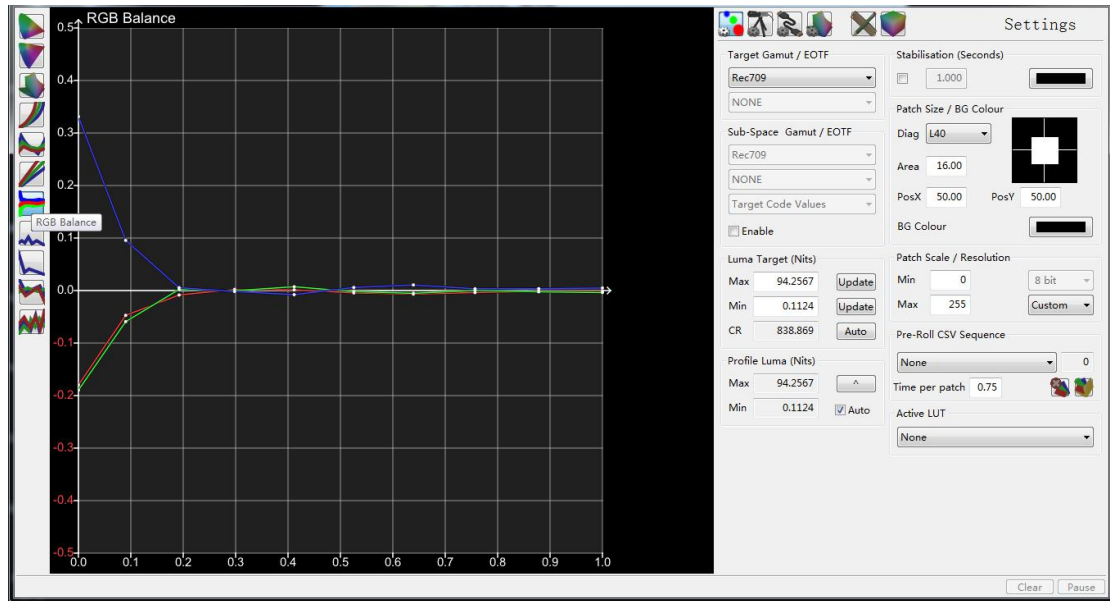 RGB Balance
0.5
0.4
0.3
0.2
RGB Balance
0.1
0.0
-0.1
-0.2
-0.3
-0.4
-0.5
0.0 0.1 0.2 0.3 0.4 0.5 0.6 0.7 0.8 0.9 1.0
Settings
Target Gamut / EOTF
Rec709
NONE
Sub-Space Gamut / EOTF
Rec709
NONE
Target Code Values
Enable
Luma Target (Nits)
Max 94.2567 Update
Min 0.1124 Update
CR 838.869 Auto
Profile Luma (Nits)
Max 94.2567 ^
Min 0.1124 Auto
Stabilisation (Seconds)
1.000
Patch Size / BG Colour
Diag L40
Area 16.00
PosX 50.00 PosY 50.00
BG Colour
Patch Scale / Resolution
Min 0 8 bit
Max 255 Custom
Pre-Roll CSV Sequence
None 0
Time per patch 0.75
Active LUT
None
Clear Pause